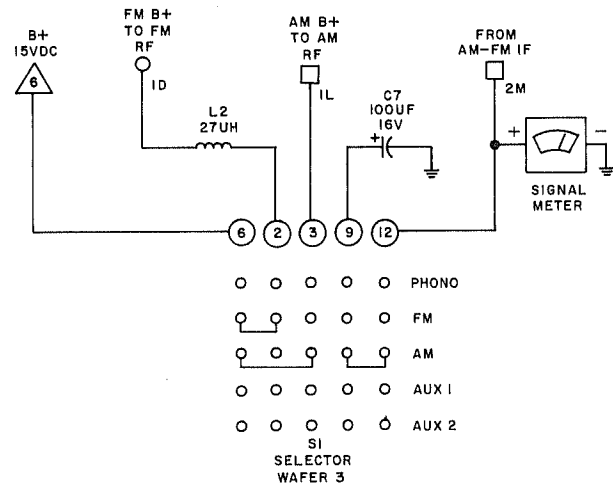 B+
15VDC
6
FM B+
TO FM
RF
1D
L2
27UH
AM B+
TO AM
RF
1L
C7
100UF
16V
+
FROM
AM-FM IF
2M
+ -
SIGNAL
METER
6 2 3 9 12
PHONO
FM
AM
AUX 1
AUX 2
S1
SELECTOR
WAFER 3